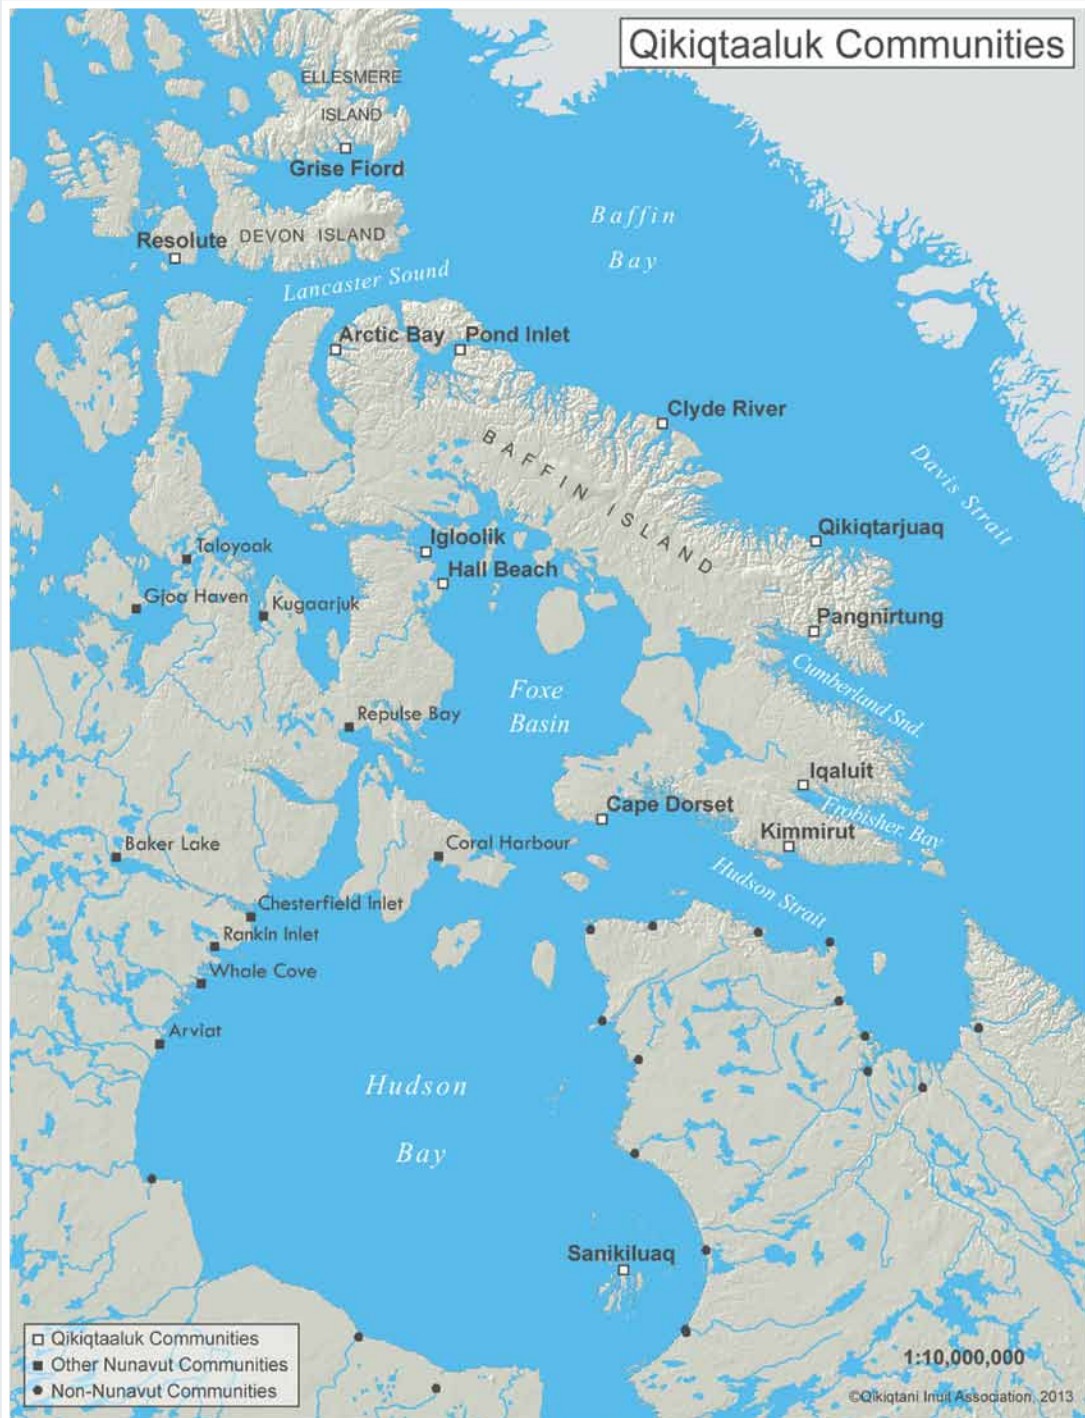 Qikiqtaaluk Communities
ELLESMERE
ISLAND
Grise Fiord
Baffin
Bay
Resolute
DEVON ISLAND
Lancaster Sound
Arctic Bay
Pond Inlet
Clyde River
BAFFIN ISLAND
Davis Strait
Qikiqtarjuaq
Igloolik
Hall Beach
Taloyoak
Gjoa Haven
Kugaarjuk
Pangnirtung
Cumberland Snd.
Foxe
Basin
Repulse Bay
Iqaluit
Cape Dorset
Frobisher Bay
Kimmirut
Baker Lake
Coral Harbour
Hudson Strait
Chesterfield Inlet
Rankin Inlet
Whale Cove
Arviat
Hudson
Bay
Sanikiluaq
Qikiqtaaluk Communities
Other Nunavut Communities
Non-Nunavut Communities
1:10,000,000
©Qikiqtani Inuit Association, 2013